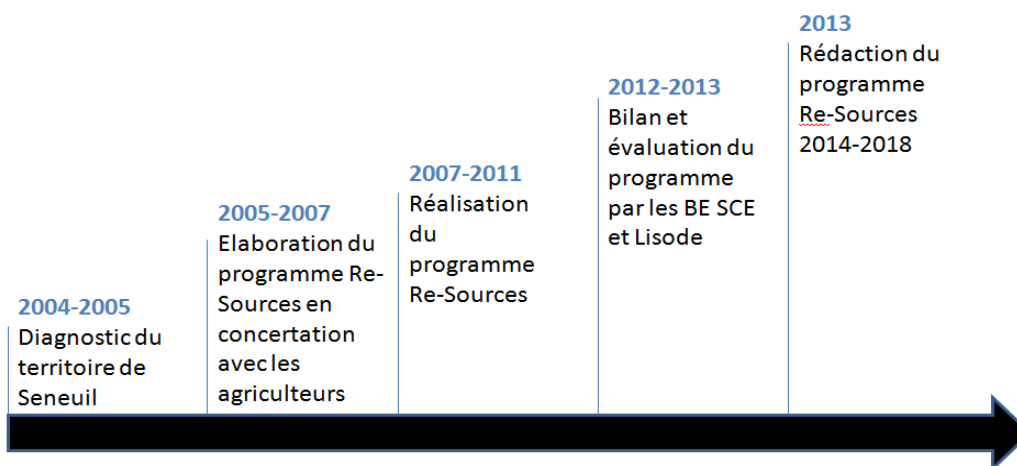 2004-2005
Diagnostic du
territoire de
Seneuil
2005-2007
Elaboration du
programme Re-
Sources en
concertation
avec les
agriculteurs
2007-2011
Réalisation
du
programme
Re-Sources
2012-2013
Bilan et
évaluation du
programme
par les BE SCE
et Lisode
2013
Rédaction du
programme
Re-Sources
2014-2018